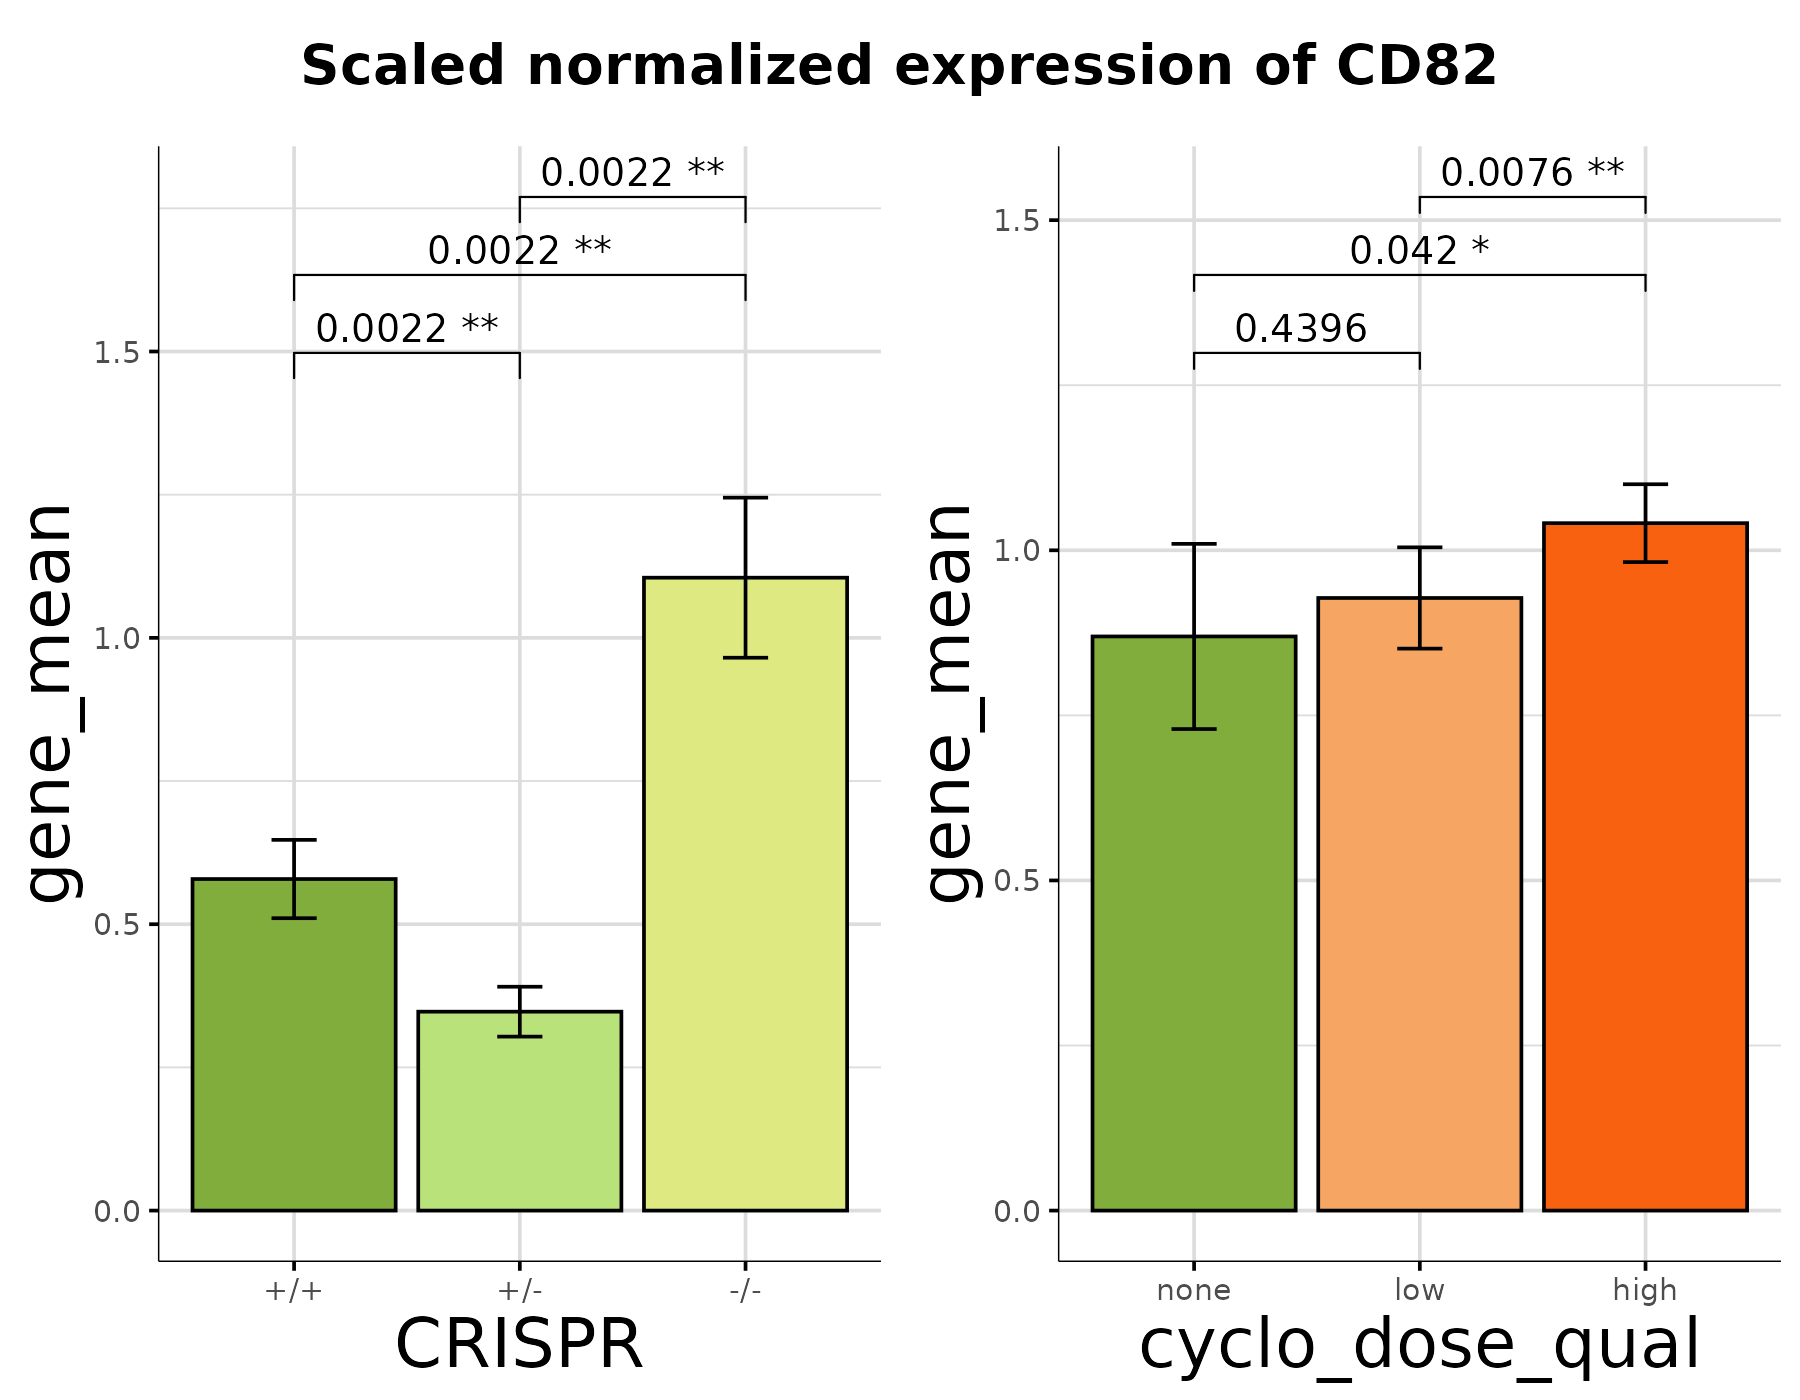 Scaled normalized expression of CD82
gene_mean
0.0022 **
0.0022 **
0.0022 **
1.5
1.0
0.5
0.0
+/+ +/- -/-
CRISPR
gene_mean
0.0076 **
0.042 *
0.4396
1.5
1.0
0.5
0.0
none low high
cyclo_dose_qual